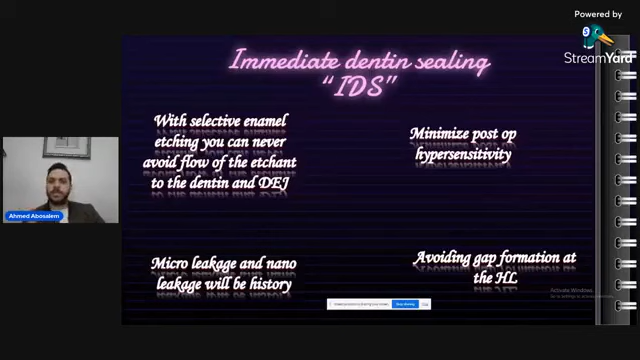 Powered by
StreamYard
Immediate dentin sealing
“IDS”
With selective enamel
etching you can never
avoid flow of the etchant
to the dentin and DEJ
Minimize post op
hypersensitivity
Ahmed Abosalem
Micro leakage and nano
leakage will be history
Avoiding gap formation at
the HL
Activate Windows